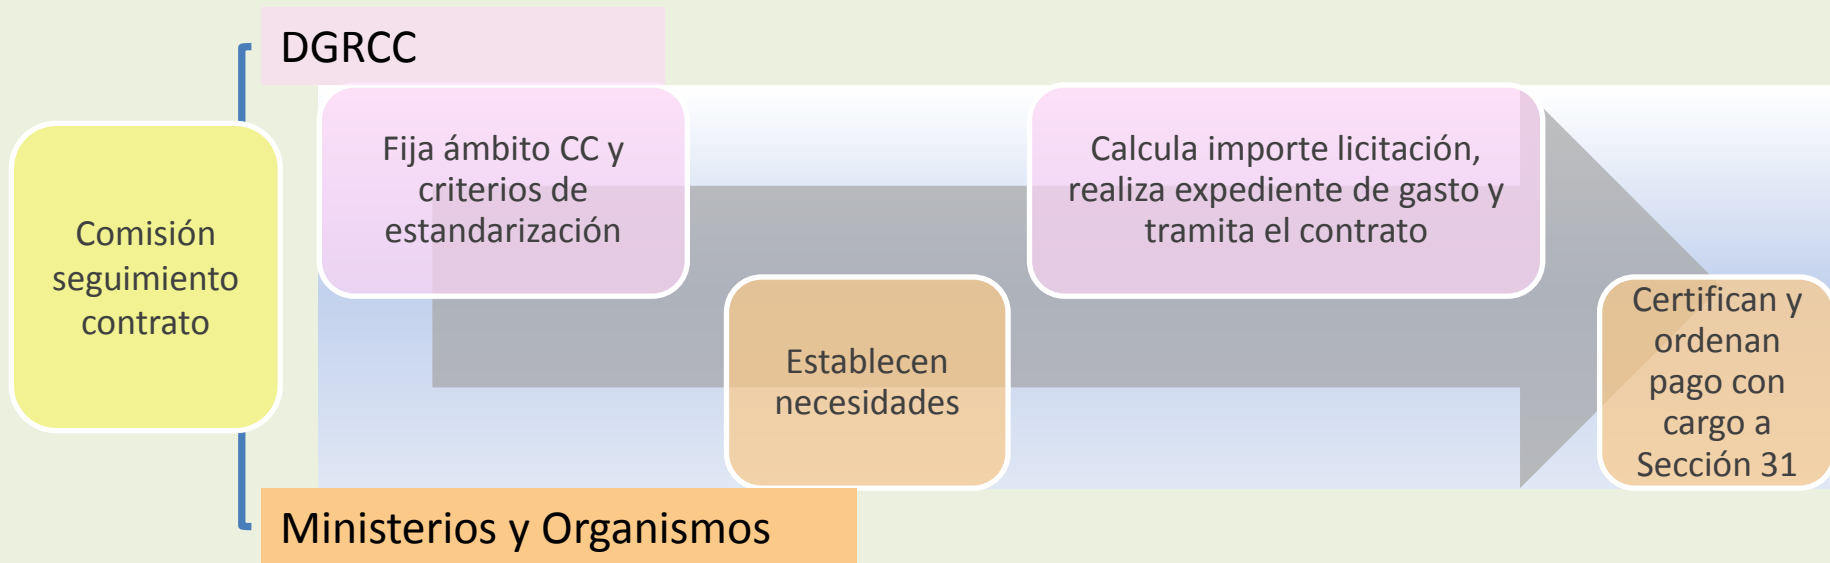 DGRCC
Comisión
seguimiento
contrato
Fija ámbito CC y
criterios de
estandarización
Establecen
necesidades
Calcula importe licitación,
realiza expediente de gasto y
tramita el contrato
Certifican y
ordenan
pago con
cargo a
Sección 31
Ministerios y Organismos